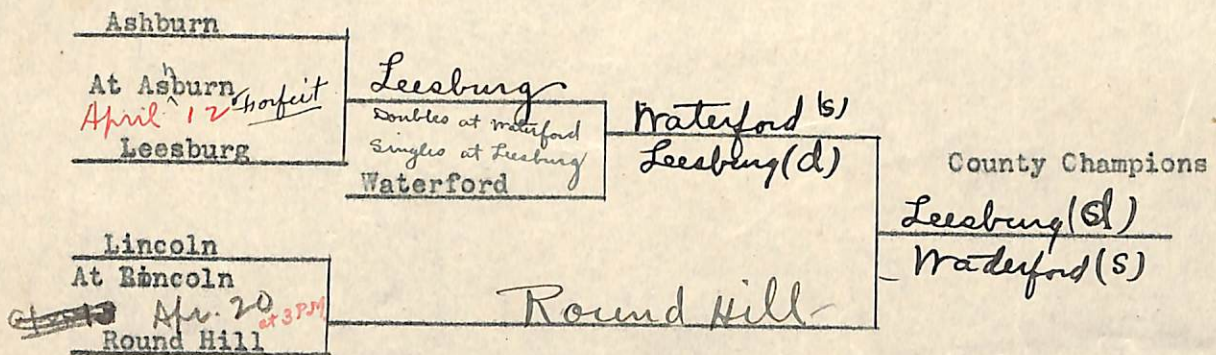 Ashburn
At Ashburn
April 12 Forfeit
Leesburg
Leesburg
Doubles at Waterford
Singles at Leesburg
Waterford
Waterford (s)
Leesburg (d)
County Champions
Leesburg (d)
Waderford (S)
Lincoln
At Lincoln
Apr. 20 at 3 PM
Round Hill
Round Hill